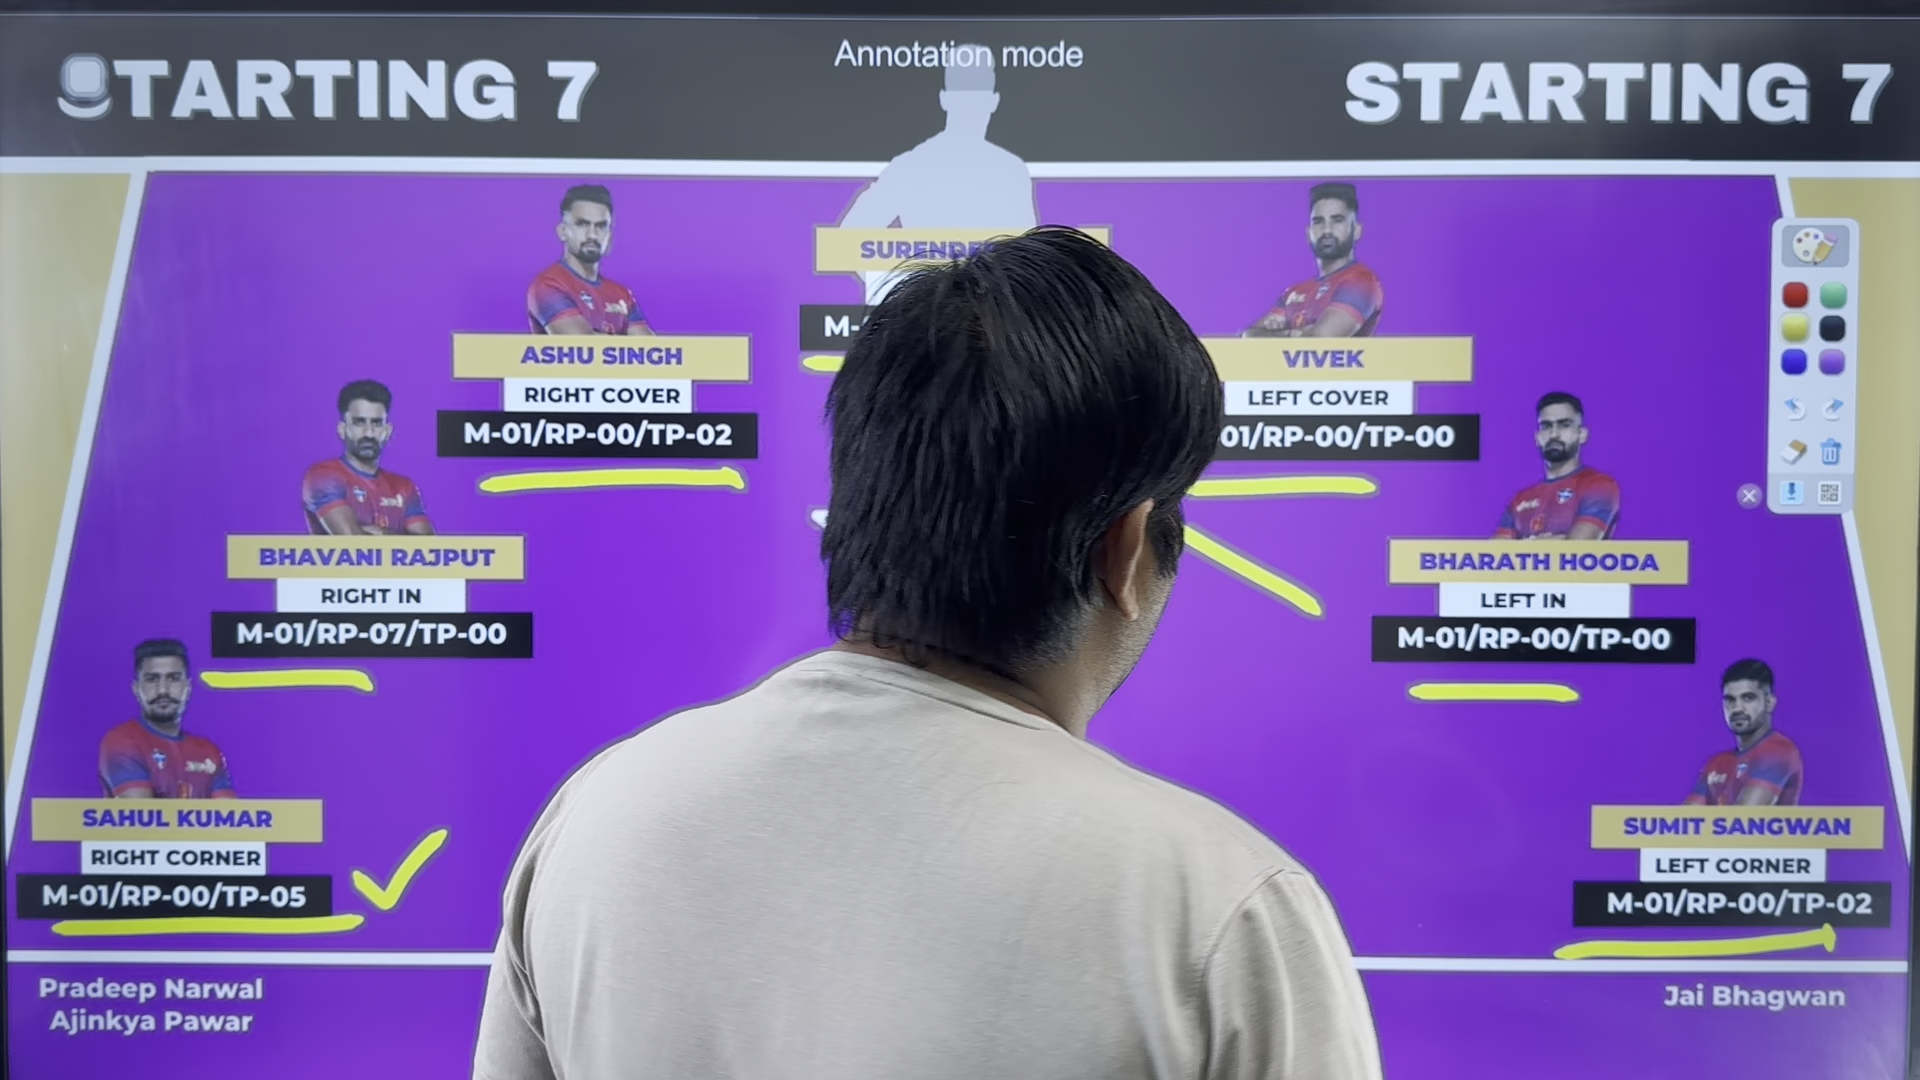 Annotation mode
STARTING 7
STARTING 7
ASHU SINGH
RIGHT COVER
M-01/RP-00/TP-02
VIVEK
LEFT COVER
01/RP-00/TP-00
BHAVANI RAJPUT
RIGHT IN
M-01/RP-07/TP-00
BHARATH HOODA
LEFT IN
M-01/RP-00/TP-00
SAHUL KUMAR
RIGHT CORNER
M-01/RP-00/TP-05
SUMIT SANGWAN
LEFT CORNER
M-01/RP-00/TP-02
Pradeep Narwal
Ajinkya Pawar
Jai Bhagwan